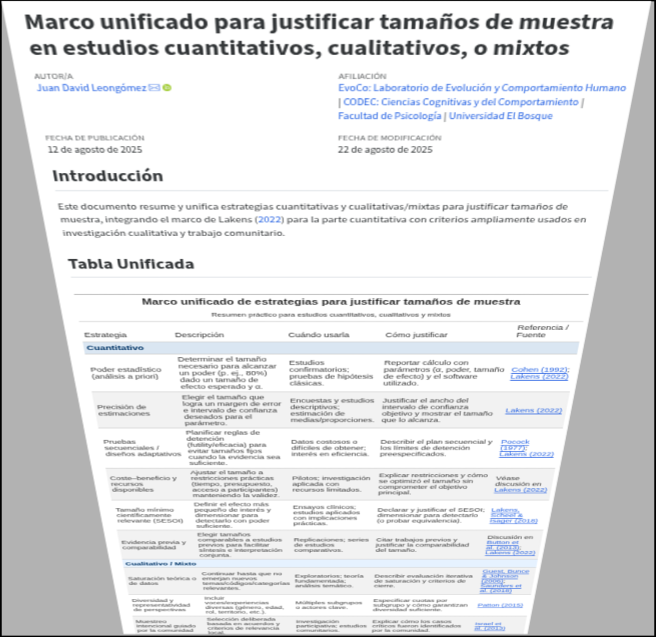 Marco unificado para justificar tamaños de muestra
en estudios cuantitativos, cualitativos, o mixtos
AUTOR/A
Juan David Leongómez
AFILIACIÓN
EvoCo: Laboratorio de Evolución y Comportamiento Humano
| CODEC: Ciencias Cognitivas y del Comportamiento |
Facultad de Psicología | Universidad El Bosque
FECHA DE PUBLICACIÓN
12 de agosto de 2025
FECHA DE MODIFICACIÓN
22 de agosto de 2025
Introducción
Este documento resume y unifica estrategias cuantitativas y cualitativas/mixtas para justificar tamaños de
muestra, integrando el marco de Lakens (2022) para la parte cuantitativa con criterios ampliamente usados en
investigación cualitativa y trabajo comunitario.
Tabla Unificada
Marco unificado de estrategias para justificar tamaños de muestra
Resumen práctico para estudios cuantitativos, cualitativos y mixtos
Estrategia Descripción Cuándo usarla Cómo justificar Referencia / Fuente
Cuantitativo
Poder estadístico
(análisis a priori)
Determinar el tamaño
necesario para alcanzar
un poder (p. ej., 80%)
dado un tamaño de
efecto esperado y α.
Estudios
confirmatorios;
pruebas de hipótesis
clásicas.
Reportar cálculo con
parámetros (α, poder, tamaño
de efecto) y el software
utilizado.
Cohen (1992);
Lakens (2022)
Precisión de
estimaciones
Elegir el tamaño que
logra un margen de error
e intervalo de confianza
deseados para el
parámetro.
Encuestas y estudios
descriptivos;
estimación de
medias/proporciones.
Justificar el ancho del
intervalo de confianza
objetivo y mostrar el tamaño
que lo alcanza.
Lakens (2022)
Pruebas
secuenciales /
diseños adaptativos
Planificar reglas de
detención
(futility/eficacia) para
evitar tamaños fijos
cuando la evidencia sea
suficiente.
Datos costosos o
difíciles de obtener;
interés en eficiencia.
Describir el plan secuencial y
los límites de detención
preespecificados.
Pocock
(1977);
Lakens (2022)
Coste–beneficio y
recursos
disponibles
Ajustar el tamaño a
restricciones prácticas
(tiempo, presupuesto,
acceso a participantes)
manteniendo la validez.
Pilotos; investigación
aplicada con
recursos limitados.
Explicar restricciones y cómo
se optimizó el tamaño sin
comprometer el objetivo
principal.
Véase
discusión en
Lakens (2022)
Tamaño mínimo
científicamente
relevante (SESOI)
Definir el efecto más
pequeño de interés y
dimensionar para
detectarlo con poder
suficiente.
Ensayos clínicos;
estudios aplicados
con implicaciones
prácticas.
Declarar y justificar el SESOI;
dimensionar para detectarlo
(o probar equivalencia).
Lakens,
Scheel &
Isager (2018)
Evidencia previa y
comparabilidad
Elegir tamaños
comparables a estudios
previos para facilitar
síntesis e interpretación
conjunta.
Replicaciones; series
de estudios
comparativos.
Citar trabajos previos y
justificar la comparabilidad
del tamaño.
Discusión en
Button et
al. (2013);
Lakens (2022)
Cualitativo / Mixto
Saturación teórica o
de datos
Continuar hasta que no
emerjan nuevos
temas/códigos/categorías
relevantes.
Exploratorios; teoría
fundamentada;
análisis temático.
Describir evaluación iterativa
de saturación y criterios de
cierre.
Guest, Bunce
& Johnson
(2006);
Saunders et
al. (2018)
Diversidad y
representatividad
de perspectivas
Incluir
voces/experiencias
diversas (género, edad,
rol, territorio, etc.).
Múltiples subgrupos
o actores clave.
Especificar cuotas por
subgrupo y cómo garantizan
diversidad suficiente.
Patton (2015)
Muestreo
intencional guiado
por la comunidad
Selección deliberada
basada en acuerdos y
criterios de relevancia
local.
Investigación
participativa; estudios
comunitarios.
Explicar cómo los casos
críticos fueron identificados
por la comunidad.
Israel et